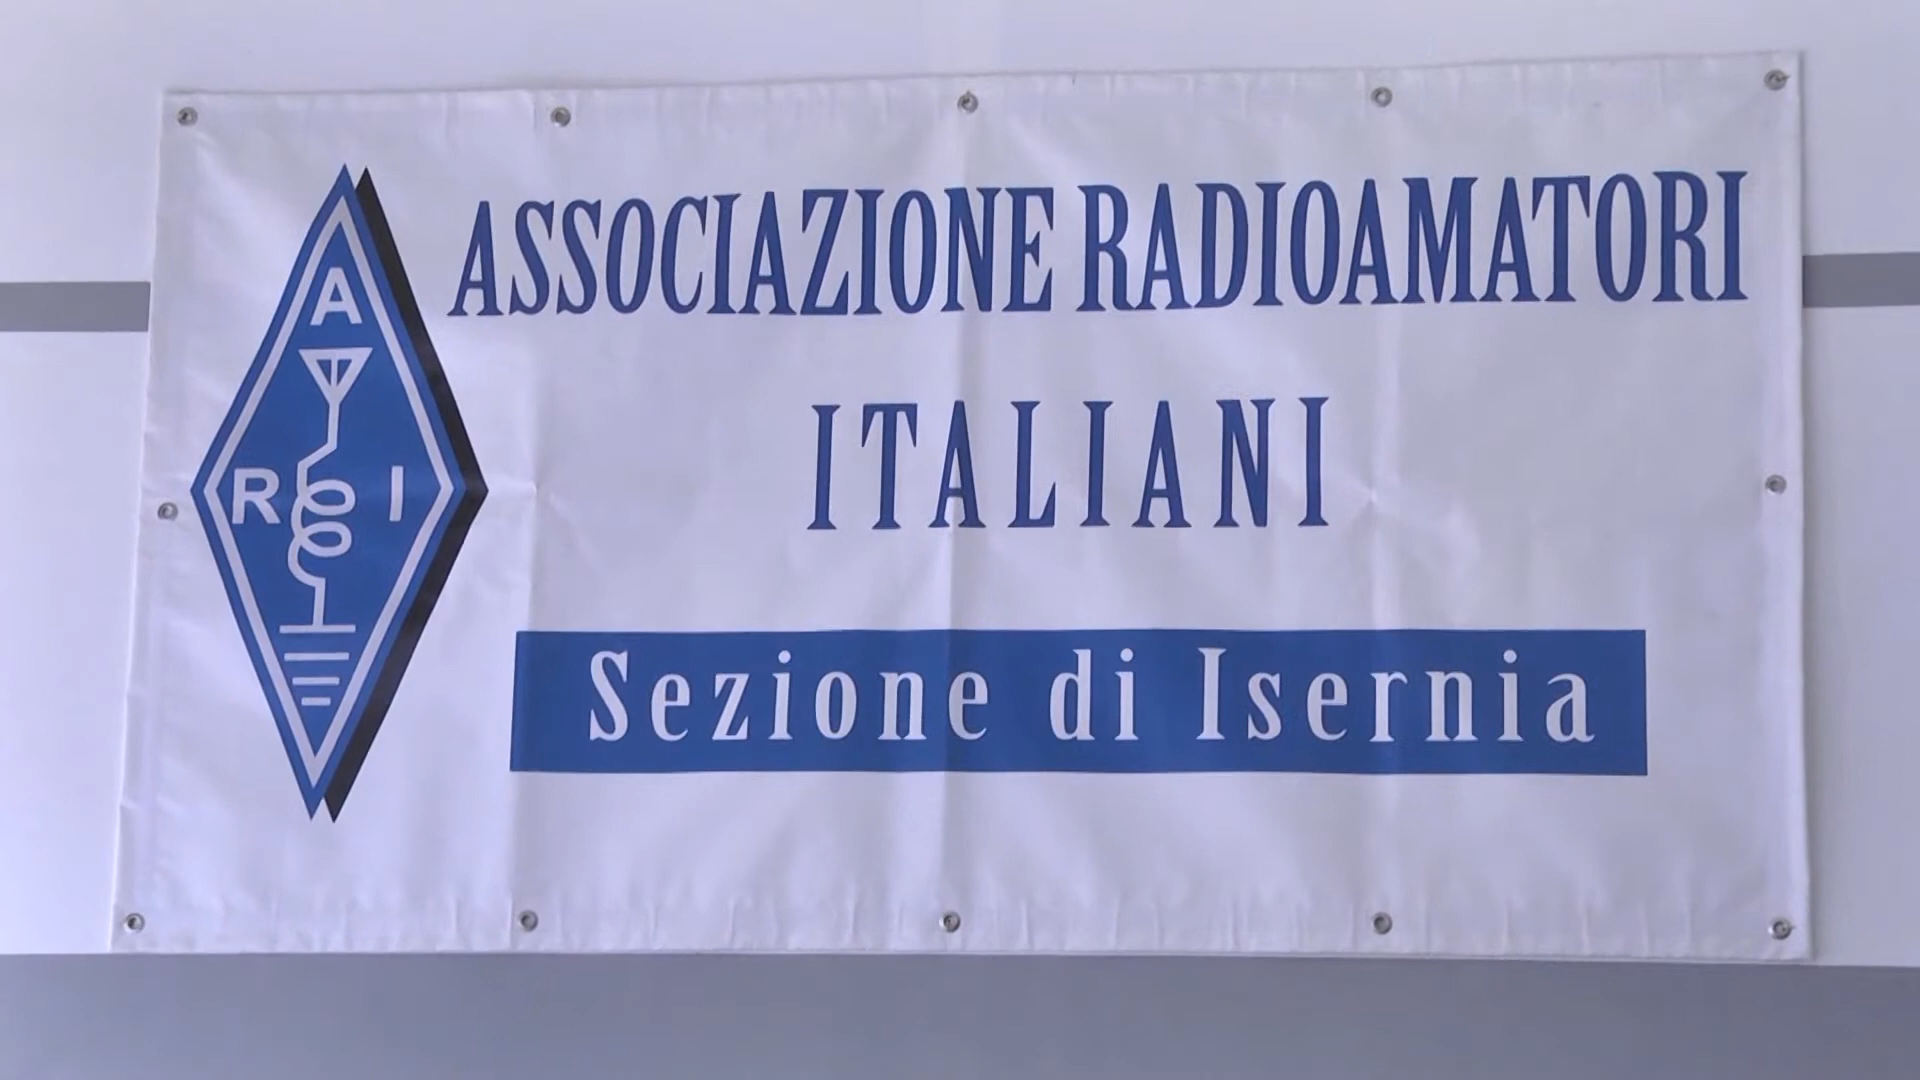 ASSOCIAZIONE RADIOAMATORI
ITALIANI
Sezione di Isernia
A
R I